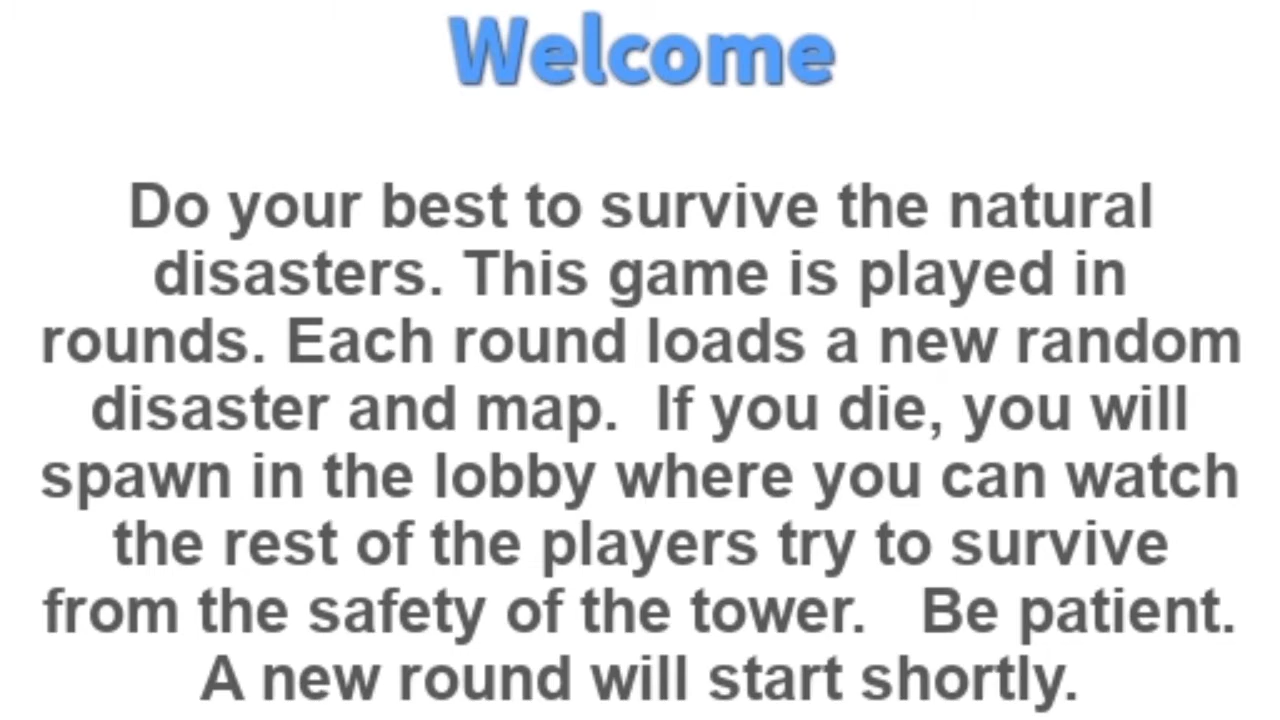 Welcome
Do your best to survive the natural
disasters. This game is played in
rounds. Each round loads a new random
disaster and map.  If you die, you will
spawn in the lobby where you can watch
the rest of the players try to survive
from the safety of the tower.   Be patient.
A new round will start shortly.